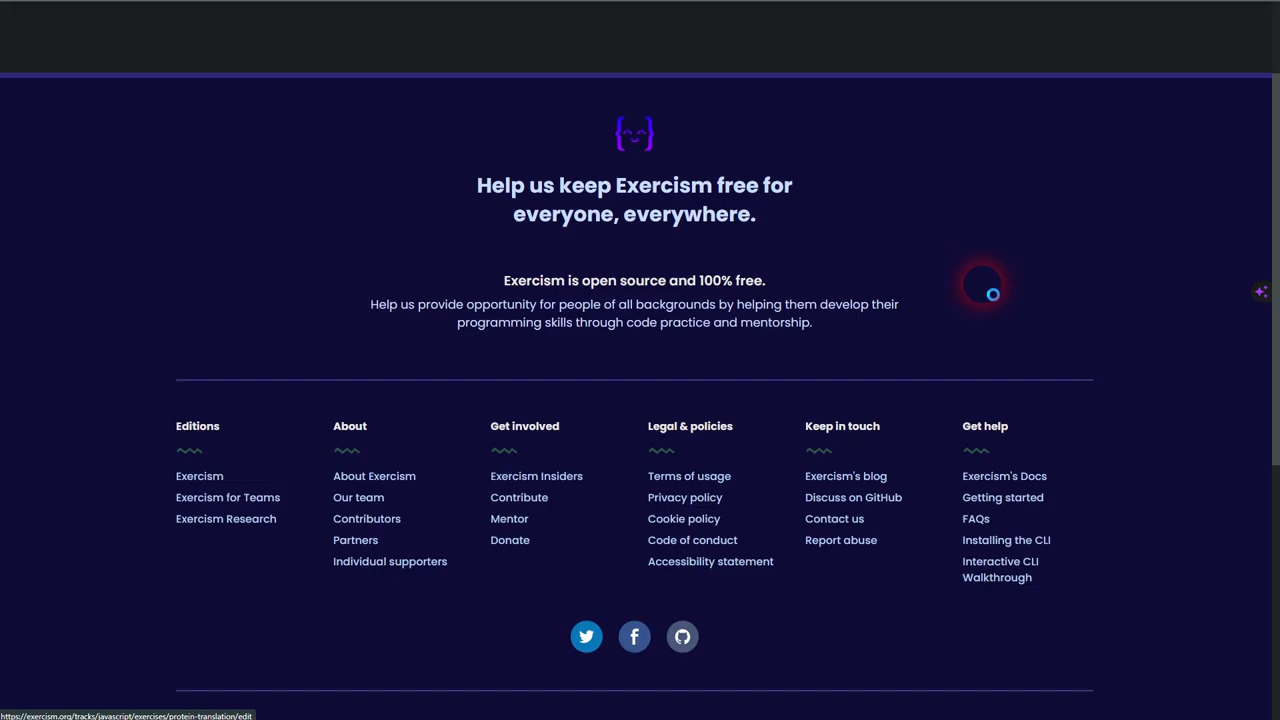 Help us keep Exercism free for
everyone, everywhere.
Exercism is open source and 100% free.
Help us provide opportunity for people of all backgrounds by helping them develop their
programming skills through code practice and mentorship.
Editions
Exercism
Exercism for Teams
Exercism Research
About
About Exercism
Our team
Contributors
Partners
Individual supporters
Get involved
Exercism Insiders
Contribute
Mentor
Donate
Legal & policies
Terms of usage
Privacy policy
Cookie policy
Code of conduct
Accessibility statement
Keep in touch
Exercism's blog
Discuss on GitHub
Contact us
Report abuse
Get help
Exercism's Docs
Getting started
FAQs
Installing the CLI
Interactive CLI
Walkthrough
https://exercism.org/tracks/javascript/exercises/protein-translation/edit